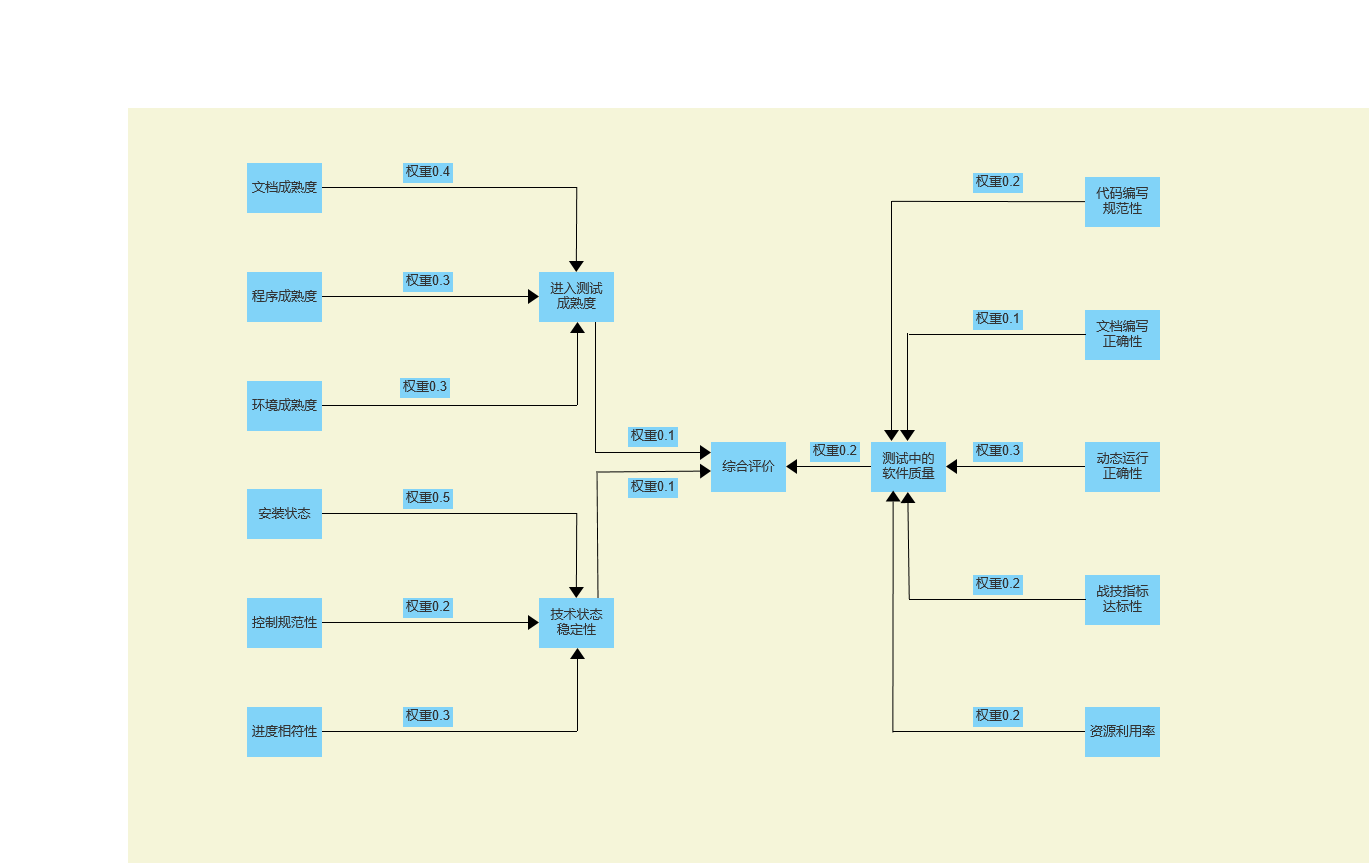 文档成熟度
权重0.4
程序成熟度
权重0.3
环境成熟度
权重0.3
进入测试
成熟度
安装状态
权重0.5
控制规范性
权重0.2
进度相符性
权重0.3
技术状态
稳定性
权重0.1
权重0.1
综合评价
权重0.2
测试中的
软件质量
权重0.2
代码编写
规范性
权重0.1
文档编写
正确性
权重0.3
动态运行
正确性
权重0.2
战技指标
达标性
权重0.2
资源利用率